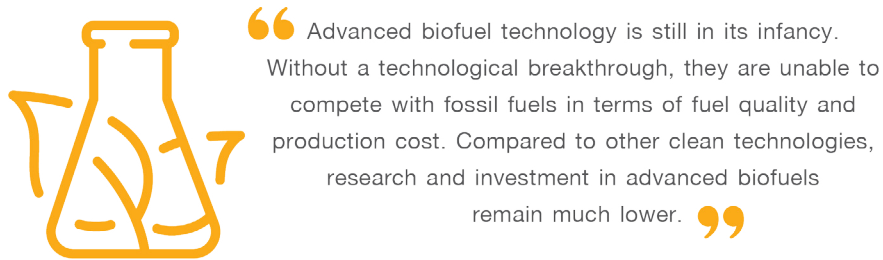 “ Advanced biofuel technology is still in its infancy.
Without a technological breakthrough, they are unable to
compete with fossil fuels in terms of fuel quality and
production cost. Compared to other clean technologies,
research and investment in advanced biofuels
remain much lower. ”